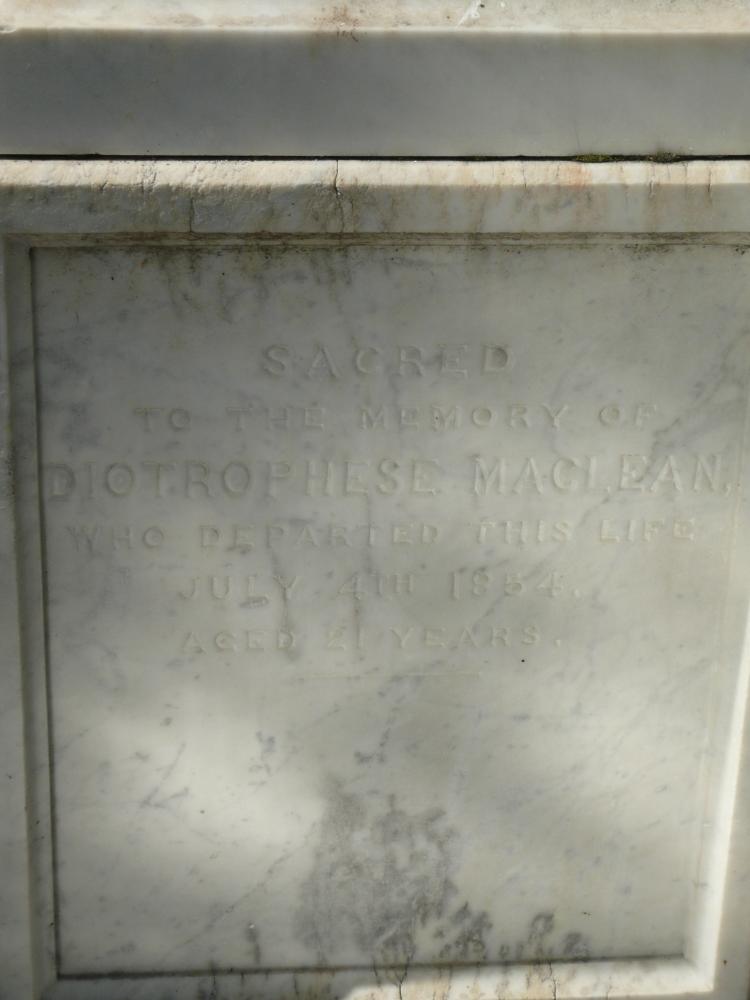 SACRED
TO THE MEMORY OF
DIOTROPHESE MACLEAN,
WHO DEPARTED THIS LIFE
JULY 4TH 1854.
AGED 21 YEARS.